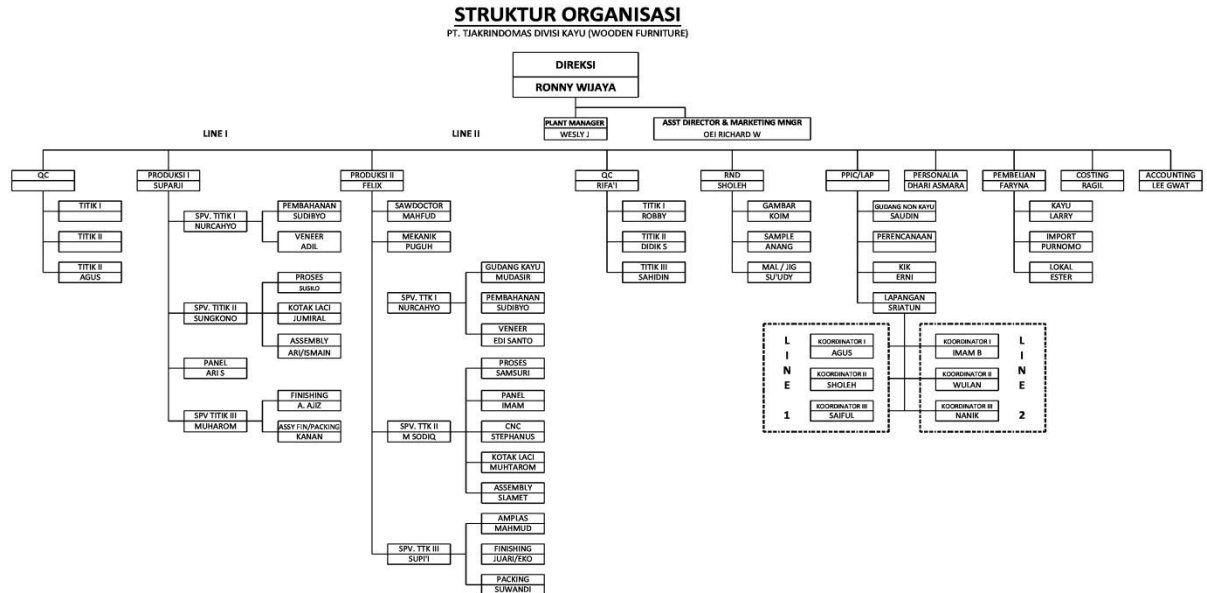 STRUKTUR ORGANISASI
PT. TJAKRINDOMAS DIVISI KAYU (WOODEN FURNITURE)
DIREKSI
RONNY WIJAYA
PLANT MANAGER
WESLY J
ASST DIRECTOR & MARKETING MNGR
OEI RICHARD W
LINE I
LINE II
QC
TITIK I
TITIK II
TITIK II
AGUS
PRODUKSI I
SUPARJI
SPV. TITIK I
NURCAHYO
PEMBAHANAN
SUDIBYO
VENEER
ADIL
SPV. TITIK II
SUNGKONO
PROSES
SUSILO
KOTAK LACI
JUMIRAL
ASSEMBLY
ARI/ISMAIN
PANEL
ARI S
SPV TITIK III
MUHAROM
FINISHING
A. AJIZ
ASSY FIN/PACKING
KANAN
PRODUKSI II
FELIX
SAWDOCTOR
MAHFUD
MEKANIK
PUGUH
SPV. TTK I
NURCAHYO
GUDANG KAYU
MUDASIR
PEMBAHANAN
SUDIBYO
VENEER
EDI SANTO
SPV. TTK II
M SODIQ
PROSES
SAMSURI
PANEL
IMAM
CNC
STEPHANUS
KOTAK LACI
MUHTAROM
ASSEMBLY
SLAMET
SPV. TTK III
SUPI'I
AMPLAS
MAHMUD
FINISHING
JUARI/EKO
PACKING
SUWANDI
QC
RIFA'I
TITIK I
ROBBY
TITIK II
DIDIK S
TITIK III
SAHIDIN
RND
SHOLEH
GAMBAR
KOIM
SAMPLE
ANANG
MAL / JIG
SU'UDY
PPIC/LAP
GUDANG NON KAYU
SAUDIN
PERENCANAAN
KIK
ERNI
LAPANGAN
SRIATUN
LINE 1
KOORDINATOR I
AGUS
KOORDINATOR II
SHOLEH
KOORDINATOR III
SAIFUL
KOORDINATOR I
IMAM B
KOORDINATOR II
WULAN
KOORDINATOR III
NANIK
LINE 2
PERSONALIA
DHARI ASMARA
PEMBELIAN
FARYNA
KAYU
LARRY
IMPORT
PURNOMO
LOKAL
ESTER
COSTING
RAGIL
ACCOUNTING
LEE GWAT